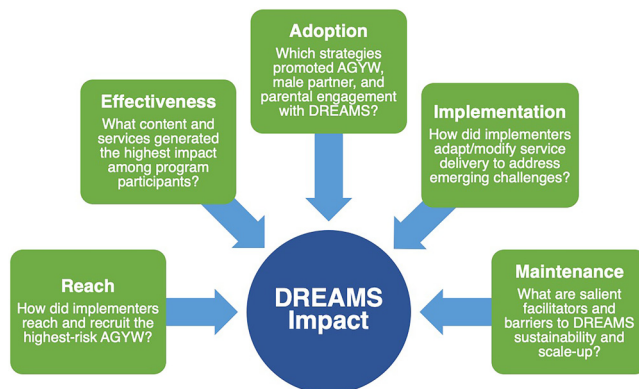 Adoption
Which strategies
promoted AGYW,
male partner, and
parental engagement
with DREAMS?
Effectiveness
What content and
services generated
the highest impact
among program
participants?
Implementation
How did implementers
adapt/modify service
delivery to address
emerging challenges?
Reach
How did implementers
reach and recruit the
highest-risk AGYW?
DREAMS
Impact
Maintenance
What are salient
facilitators and
barriers to DREAMS
sustainability and
scale-up?